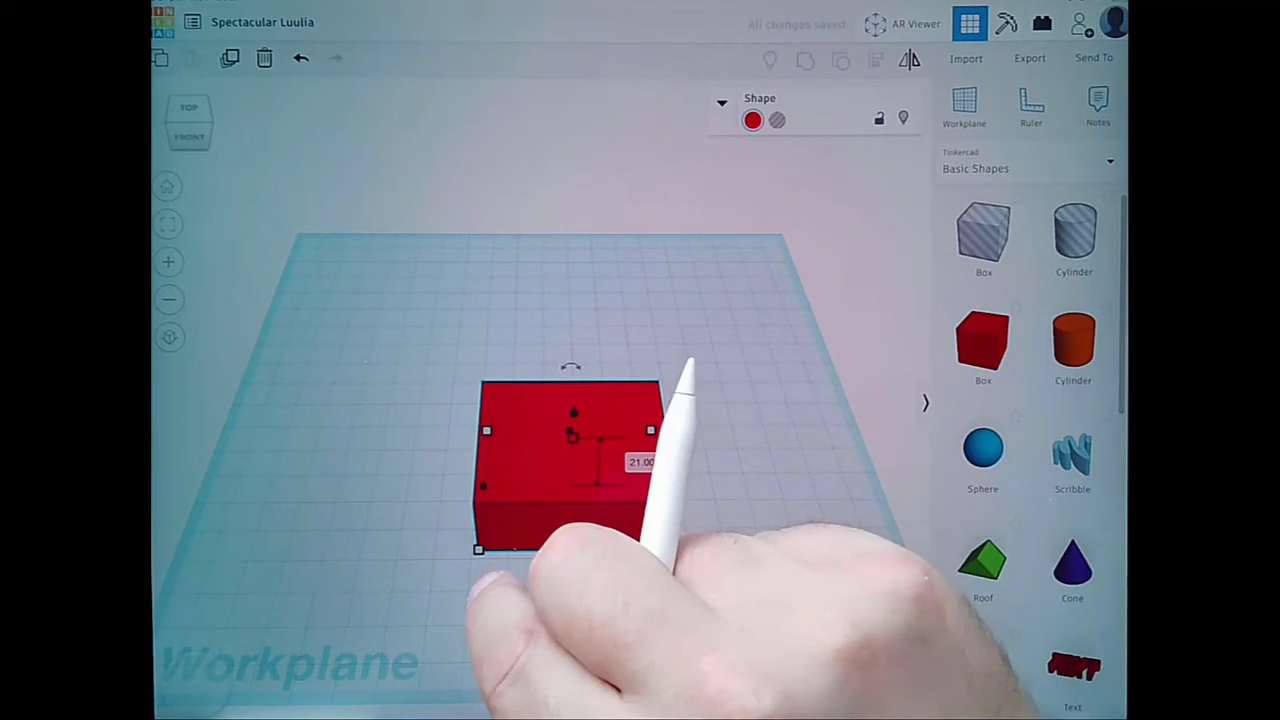 Spectacular Luulia
All changes saved
AR Viewer
Import
Export
Send To
TOP
FRONT
Shape
Workplane
Ruler
Notes
Tinkercad
Basic Shapes
Box
Cylinder
Box
Cylinder
Sphere
Scribble
Roof
Cone
Text
21.00
Workplane